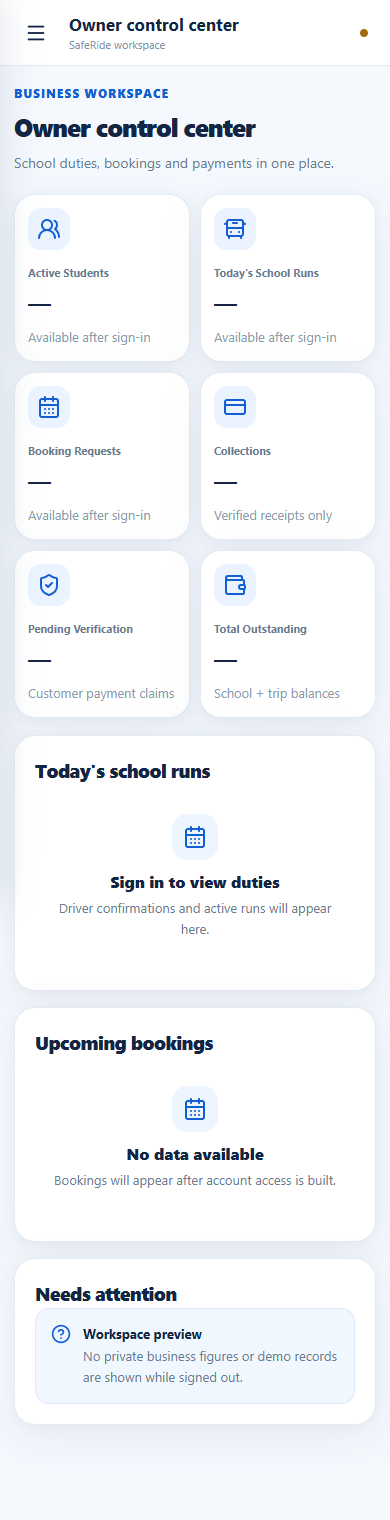 Owner control center
SafeRide workspace
BUSINESS WORKSPACE
Owner control center
School duties, bookings and payments in one place.
Active Students
—
Available after sign-in
Today's School Runs
—
Available after sign-in
Booking Requests
—
Available after sign-in
Collections
—
Verified receipts only
Pending Verification
—
Customer payment claims
Total Outstanding
—
School + trip balances
Today's school runs
Sign in to view duties
Driver confirmations and active runs will appear
here.
Upcoming bookings
No data available
Bookings will appear after account access is built.
Needs attention
Workspace preview
No private business figures or demo records
are shown while signed out.